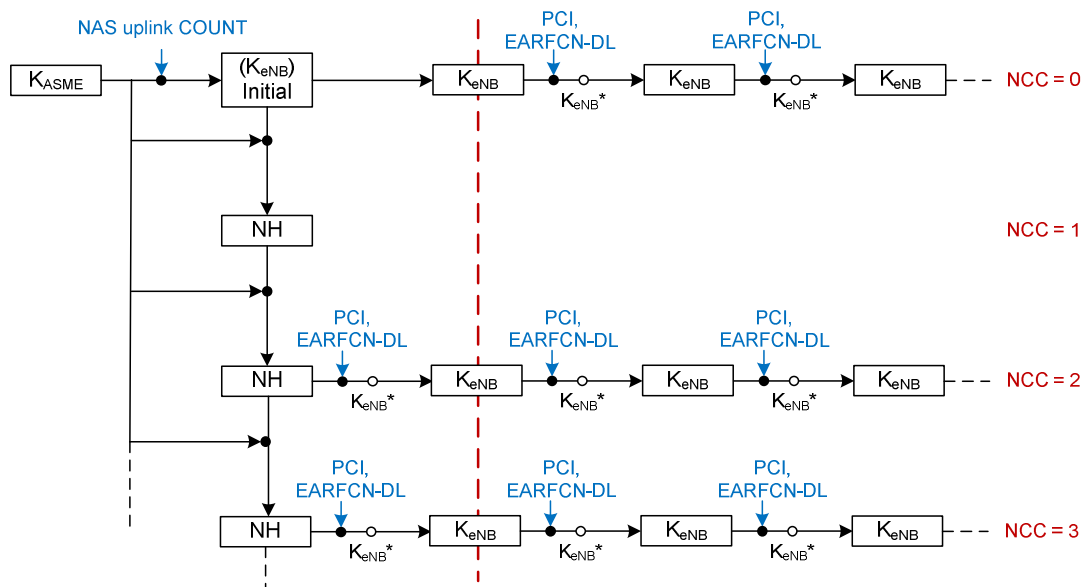 NAS uplink COUNT
PCI,
EARFCN-DL
PCI,
EARFCN-DL
KASME
(KeNB)
Initial
KeNB
KeNB*
KeNB
KeNB*
KeNB
NCC = 0
NH
NCC = 1
PCI,
EARFCN-DL
PCI,
EARFCN-DL
PCI,
EARFCN-DL
NH
KeNB*
KeNB
KeNB*
KeNB
KeNB*
KeNB
NCC = 2
PCI,
EARFCN-DL
PCI,
EARFCN-DL
PCI,
EARFCN-DL
NH
KeNB*
KeNB
KeNB*
KeNB
KeNB*
KeNB
NCC = 3